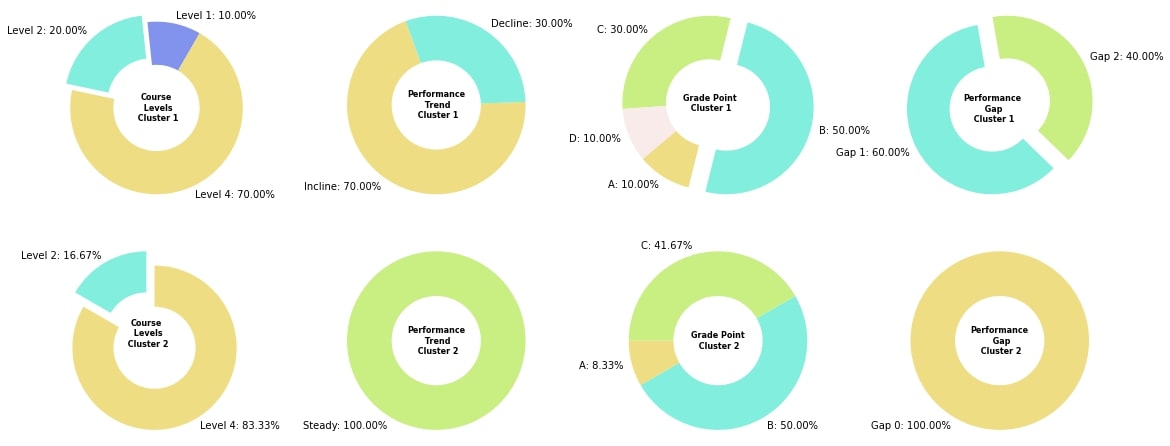 Level 1: 10.00%
Level 2: 20.00%
Course
Levels
Cluster 1
Level 4: 70.00%
Decline: 30.00%
Performance
Trend
Cluster 1
Incline: 70.00%
C: 30.00%
Grade Point
Cluster 1
B: 50.00%
D: 10.00%
A: 10.00%
Gap 2: 40.00%
Performance
Gap
Cluster 1
Gap 1: 60.00%
Level 2: 16.67%
Course
Levels
Cluster 2
Level 4: 83.33%
Performance
Trend
Cluster 2
Steady: 100.00%
C: 41.67%
Grade Point
Cluster 2
A: 8.33%
B: 50.00%
Performance
Gap
Cluster 2
Gap 0: 100.00%